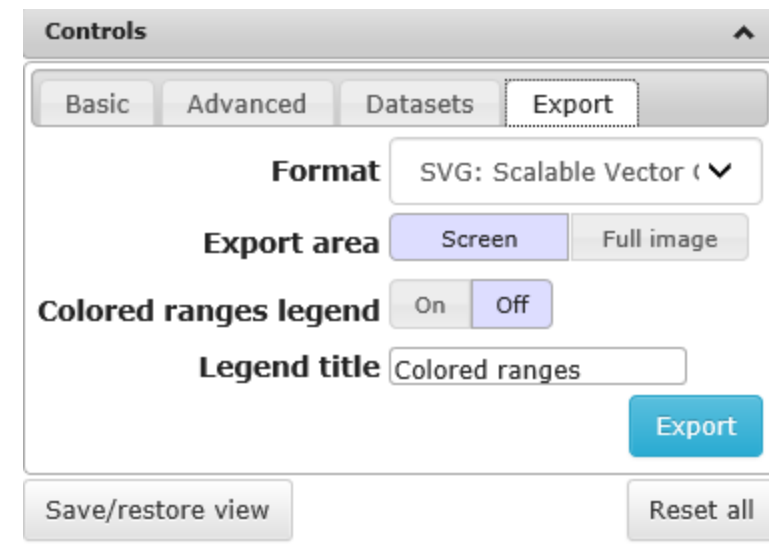 Controls
Basic Advanced Datasets Export
Format SVG: Scalable Vector
Export area Screen Full image
Colored ranges legend On Off
Legend title Colored ranges
Export
Save/restore view Reset all